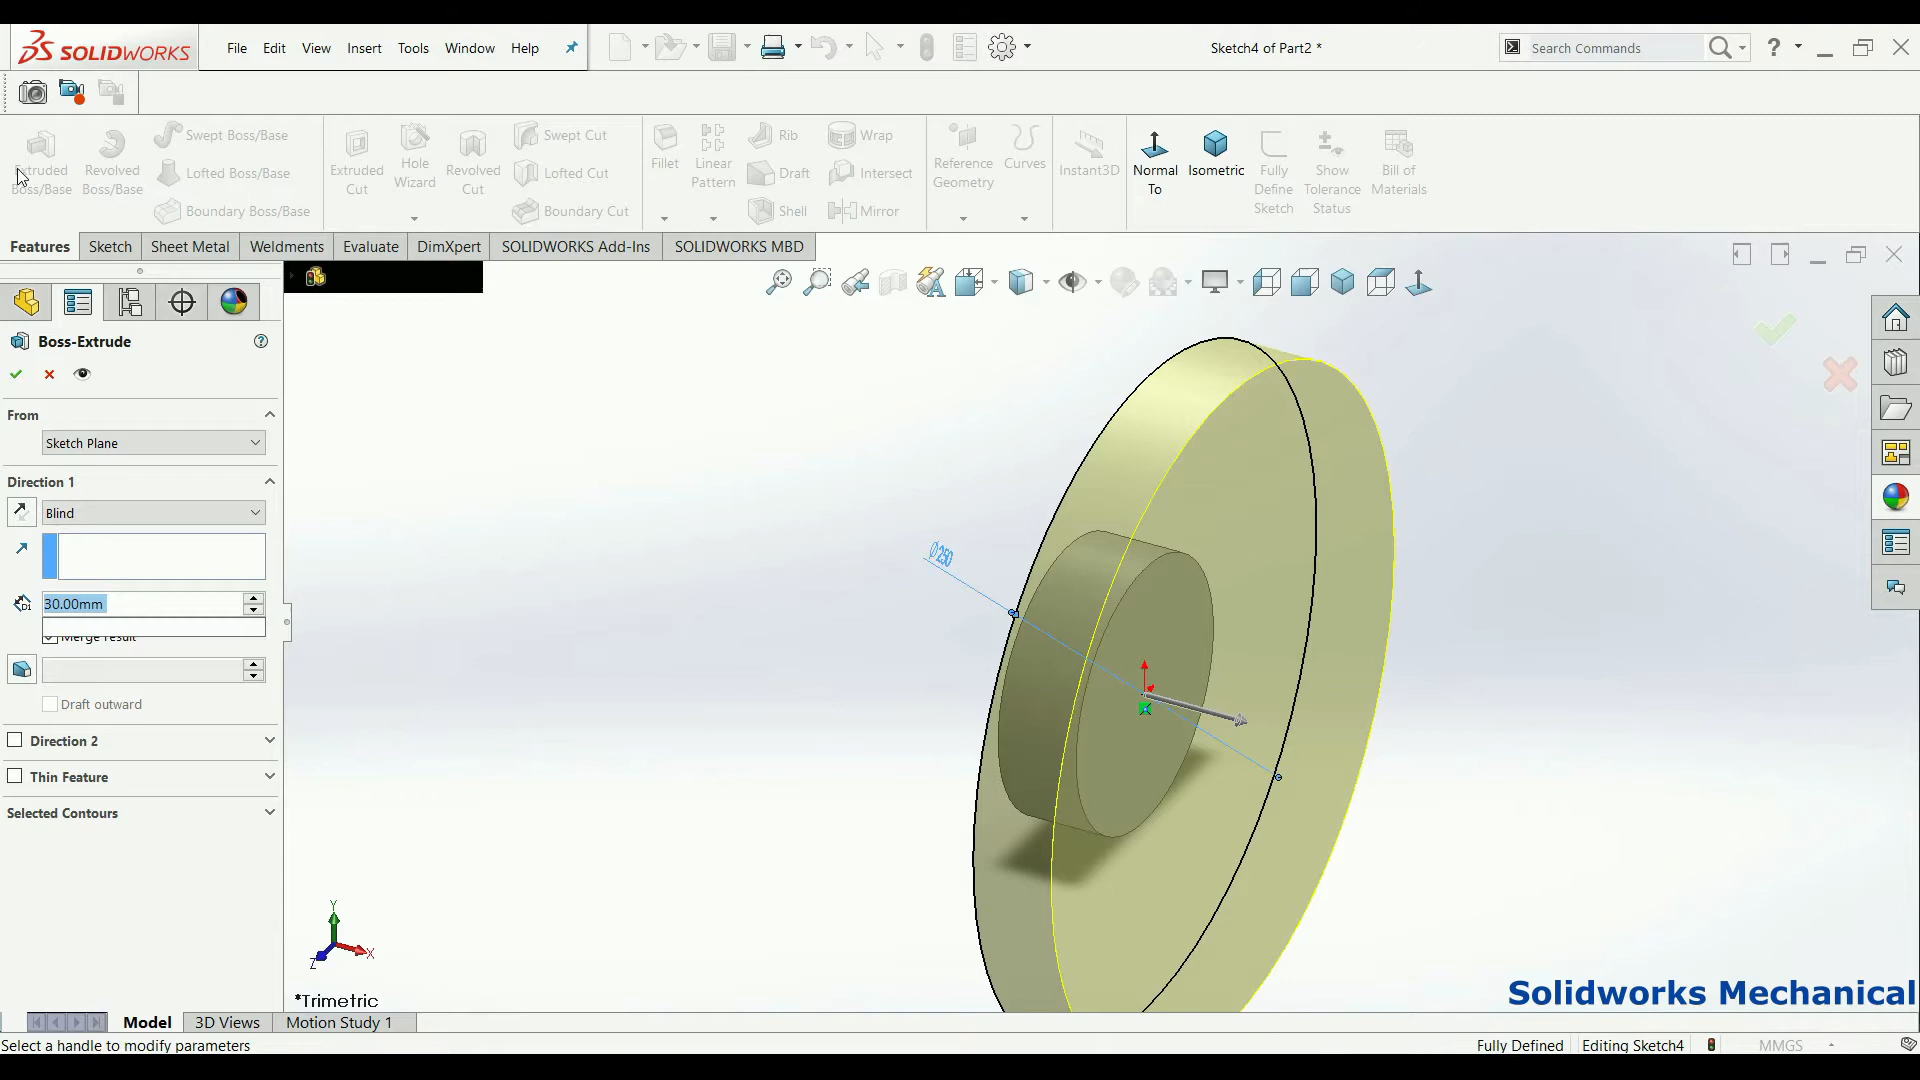 SOLIDWORKS File Edit View Insert Tools Window Help Sketch4 of Part2 * Search Commands
Extruded Boss/Base
Revolved Boss/Base
Swept Boss/Base
Lofted Boss/Base
Boundary Boss/Base
Extruded Cut
Hole Wizard
Revolved Cut
Swept Cut
Lofted Cut
Boundary Cut
Fillet
Linear Pattern
Rib
Draft
Shell
Wrap
Intersect
Mirror
Reference Geometry
Curves
Instant3D
Normal To
Isometric
Fully Define Sketch
Show Tolerance Status
Bill of Materials
Features Sketch Sheet Metal Weldments Evaluate DimXpert SOLIDWORKS Add-Ins SOLIDWORKS MBD
Boss-Extrude
From
Sketch Plane
Direction 1
Blind
30.00mm
Merge result
Draft outward
Direction 2
Thin Feature
Selected Contours
Ø250
Y
X
Z
*Trimetric
Solidworks Mechanical
Model 3D Views Motion Study 1
Select a handle to modify parameters Fully Defined Editing Sketch4 MMGS